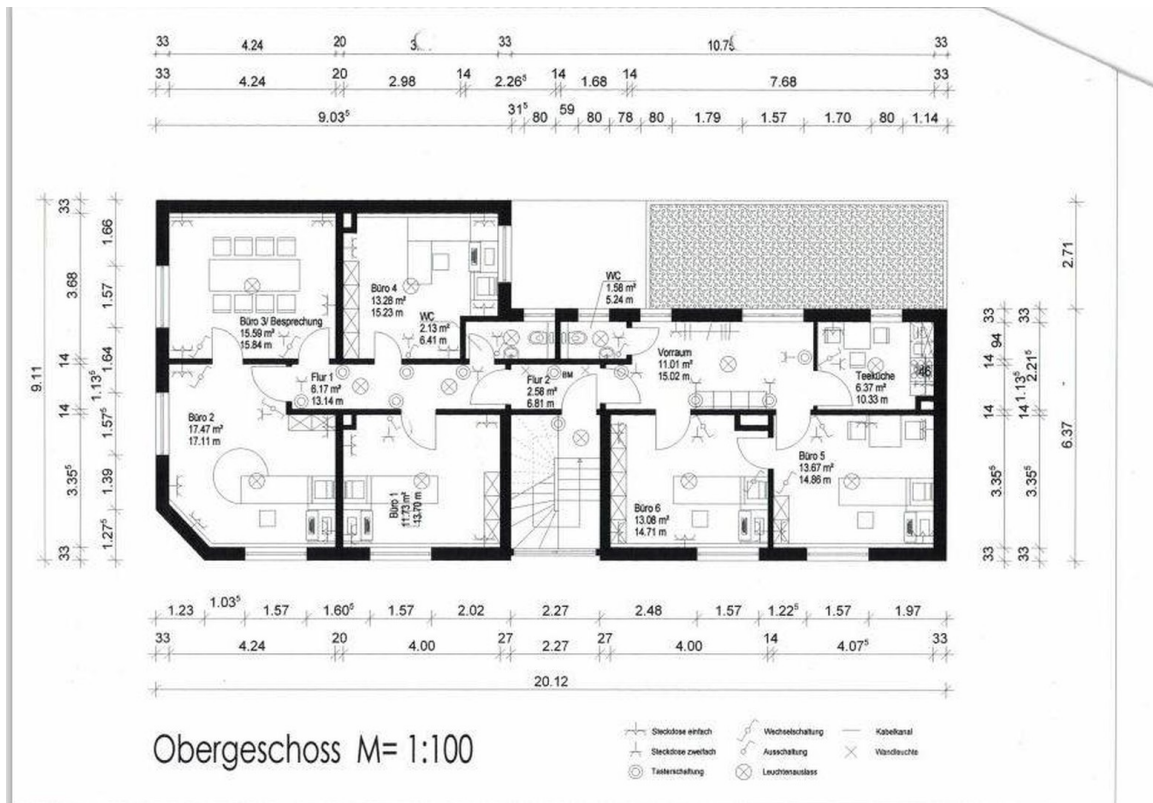 33 4.24 20 33 33
33 4.24 20 2.98 14 2.26⁵ 14 1.68 14 7.68 33
9.03⁵ 31⁵ 80 59 80 78 80 1.79 1.57 1.70 80 1.14
9.11
33 3.68 14 1.13⁵ 14 3.35⁵ 33
1.66 1.57 1.64 1.57⁵ 1.39 1.27⁵
Büro 3/ Besprechung
15.59 m²
15.84 m
Büro 4
13.28 m²
15.23 m
WC
2.13 m²
6.41 m
WC
1.58 m²
5.24 m
Vorraum
11.01 m²
15.02 m
Teeküche
6.37 m²
10.33 m
46
Flur 1
6.17 m²
13.14 m
Flur 2
2.58 m²
6.81 m
BM
Büro 2
17.47 m²
17.11 m
Büro 1
11.73 m²
13.70 m
Büro 6
13.08 m²
14.71 m
Büro 5
13.67 m²
14.86 m
33 94 14 1.13⁵ 14 3.35⁵ 33
33 2.21⁵ 14 3.35⁵ 33
2.71
6.37
1.23 1.03⁵ 1.57 1.60⁵ 1.57 2.02 2.27 2.48 1.57 1.22⁵ 1.57 1.97
33 4.24 20 4.00 27 2.27 27 4.00 14 4.07⁵ 33
20.12
Obergeschoss M= 1:100
Steckdose einfach
Steckdose zweifach
Tasterschaltung
Wechselschaltung
Ausschaltung
Leuchtenauslass
Kabelkanal
Wandleuchte